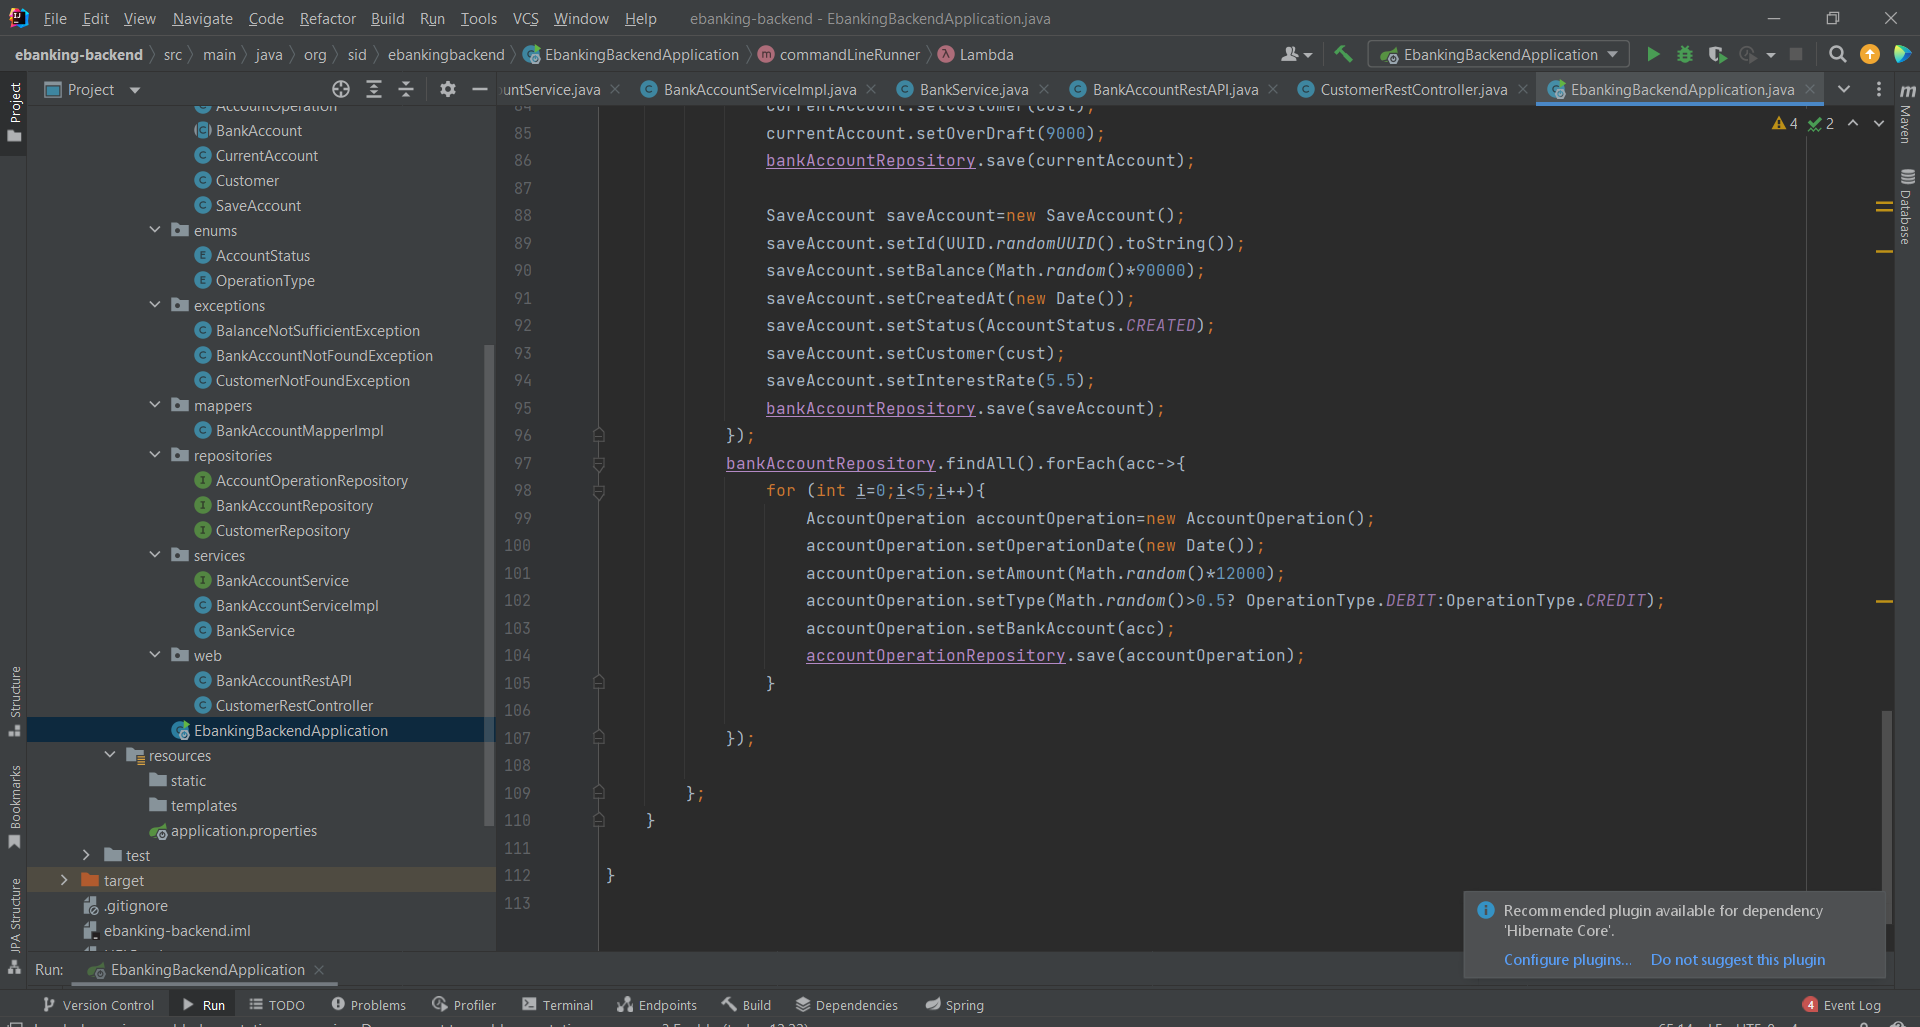 File Edit View Navigate Code Refactor Build Run Tools VCS Window Help ebanking-backend - EbankingBackendApplication.java
ebanking-backend src main java org sid ebankingbackend EbankingBackendApplication commandLineRunner Lambda EbankingBackendApplication
Project
untService.java BankAccountServiceImpl.java BankService.java BankAccountRestAPI.java CustomerRestController.java EbankingBackendApplication.java
Project
Structure
Bookmarks
JPA Structure
Maven
Database
AccountOperation
BankAccount
CurrentAccount
Customer
SaveAccount
enums
AccountStatus
OperationType
exceptions
BalanceNotSufficientException
BankAccountNotFoundException
CustomerNotFoundException
mappers
BankAccountMapperImpl
repositories
AccountOperationRepository
BankAccountRepository
CustomerRepository
services
BankAccountService
BankAccountServiceImpl
BankService
web
BankAccountRestAPI
CustomerRestController
EbankingBackendApplication
resources
static
templates
application.properties
test
target
.gitignore
ebanking-backend.iml
4 2
84 currentAccount.setCustomer(cust);
85 currentAccount.setOverDraft(9000);
86 bankAccountRepository.save(currentAccount);
87
88 SaveAccount saveAccount=new SaveAccount();
89 saveAccount.setId(UUID.randomUUID().toString());
90 saveAccount.setBalance(Math.random()*90000);
91 saveAccount.setCreatedAt(new Date());
92 saveAccount.setStatus(AccountStatus.CREATED);
93 saveAccount.setCustomer(cust);
94 saveAccount.setInterestRate(5.5);
95 bankAccountRepository.save(saveAccount);
96 });
97 bankAccountRepository.findAll().forEach(acc->{
98 for (int i=0;i<5;i++){
99 AccountOperation accountOperation=new AccountOperation();
100 accountOperation.setOperationDate(new Date());
101 accountOperation.setAmount(Math.random()*12000);
102 accountOperation.setType(Math.random()>0.5? OperationType.DEBIT:OperationType.CREDIT);
103 accountOperation.setBankAccount(acc);
104 accountOperationRepository.save(accountOperation);
105 }
106
107 });
108
109 };
110 }
111
112 }
113
Recommended plugin available for dependency
'Hibernate Core'.
Configure plugins... Do not suggest this plugin
Run: EbankingBackendApplication
Version Control Run TODO Problems Profiler Terminal Endpoints Build Dependencies Spring 4 Event Log